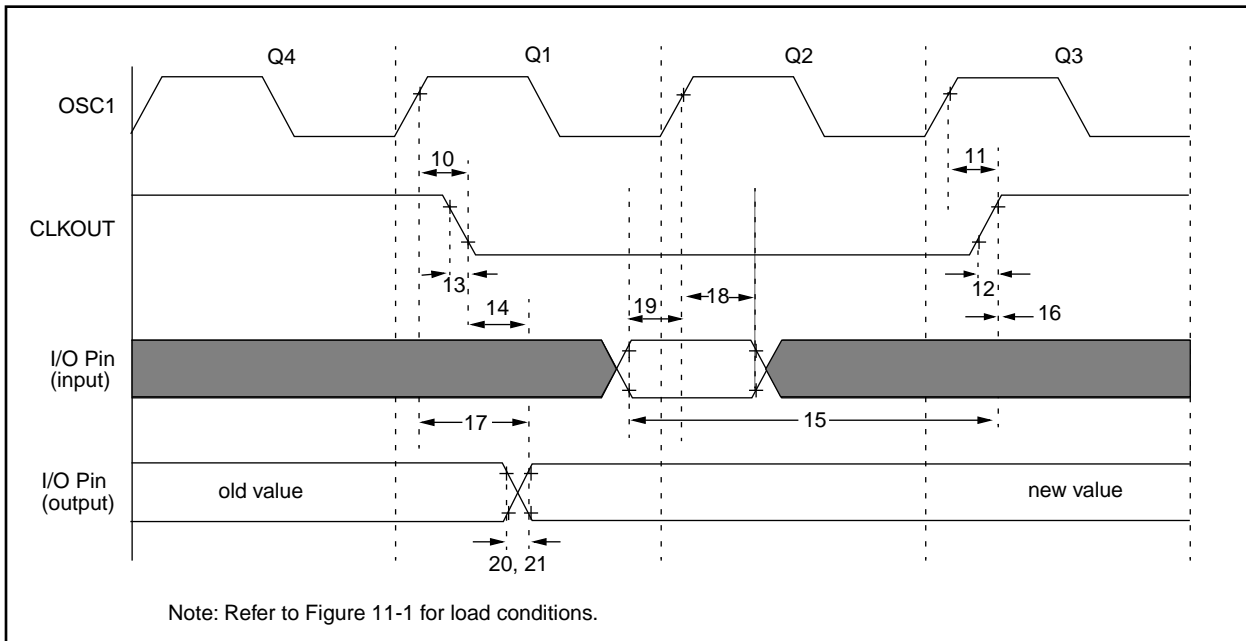 Q4 Q1 Q2 Q3
OSC1
10 11
CLKOUT
13 12
19 18
14 16
I/O Pin
(input)
17 15
I/O Pin
(output)
old value new value
20, 21
Note: Refer to Figure 11-1 for load conditions.